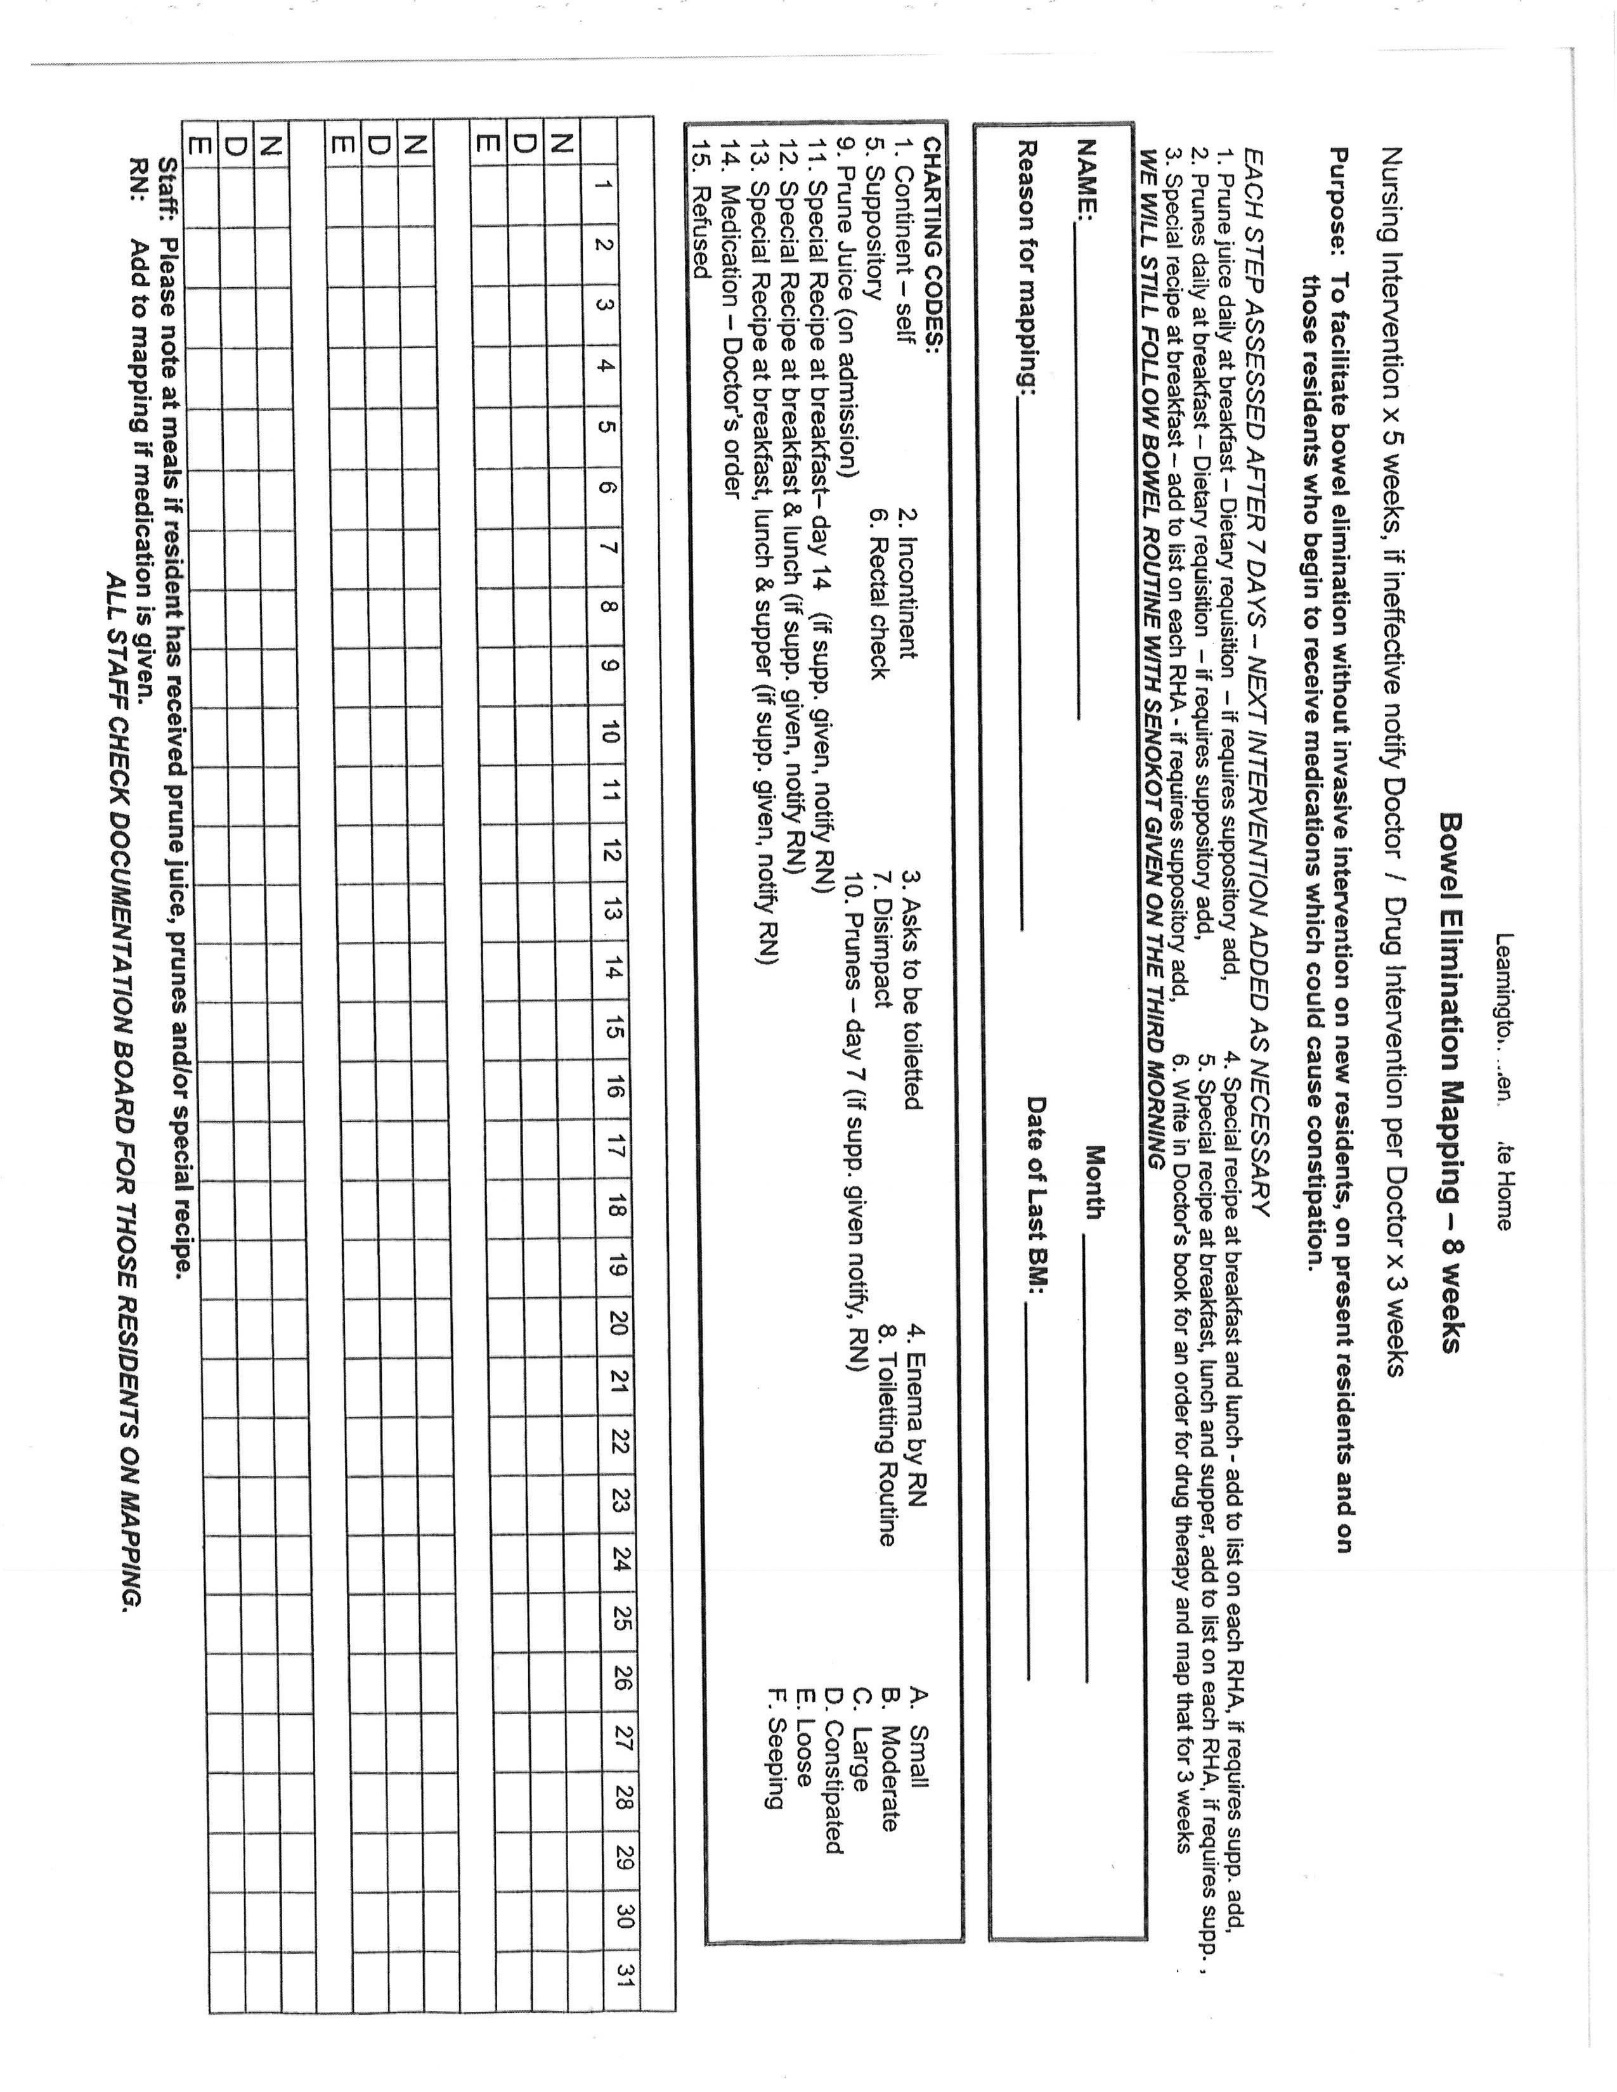 Home
Bowel Elimination Mapping – 8 weeks
Nursing Intervention x 5 weeks, if ineffective notify Doctor / Drug Intervention per Doctor x 3 weeks
Purpose: To facilitate bowel elimination without invasive intervention on new residents, on present residents and on
those residents who begin to receive medications which could cause constipation.
EACH STEP ASSESSED AFTER 7 DAYS – NEXT INTERVENTION ADDED AS NECESSARY
1. Prune juice daily at breakfast – Dietary requisition – if requires suppository add,
2. Prunes daily at breakfast – Dietary requisition – if requires suppository add,
3. Special recipe at breakfast – add to list on each RHA - if requires suppository add,
4. Special recipe at breakfast and lunch - add to list on each RHA, if requires supp. add,
5. Special recipe at breakfast, lunch and supper, add to list on each RHA, if requires supp. ,
6. Write in Doctor's book for an order for drug therapy and map that for 3 weeks
WE WILL STILL FOLLOW BOWEL ROUTINE WITH SENOKOT GIVEN ON THE THIRD MORNING
NAME: Month
Reason for mapping: Date of Last BM:
CHARTING CODES:
1. Continent – self 2. Incontinent 3. Asks to be toiletted 4. Enema by RN A. Small
5. Suppository 6. Rectal check 7. Disimpact 8. Toiletting Routine B. Moderate
9. Prune Juice (on admission) 10. Prunes – day 7 (if supp. given notify, RN) C. Large
11. Special Recipe at breakfast– day 14 (if supp. given, notify RN) D. Constipated
12. Special Recipe at breakfast & lunch (if supp. given, notify RN) E. Loose
13. Special Recipe at breakfast, lunch & supper (if supp. given, notify RN) F. Seeping
14. Medication – Doctor's order
15. Refused
1 2 3 4 5 6 7 8 9 10 11 12 13 14 15 16 17 18 19 20 21 22 23 24 25 26 27 28 29 30 31
N
D
E
N
D
E
N
D
E
Staff: Please note at meals if resident has received prune juice, prunes and/or special recipe.
RN: Add to mapping if medication is given.
ALL STAFF CHECK DOCUMENTATION BOARD FOR THOSE RESIDENTS ON MAPPING.